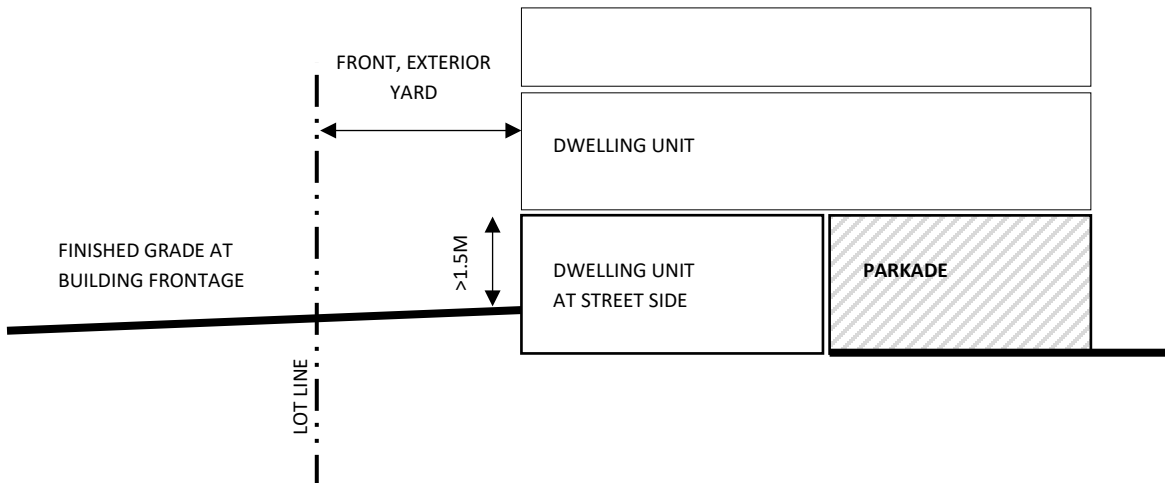 FRONT, EXTERIOR
YARD
DWELLING UNIT
FINISHED GRADE AT
BUILDING FRONTAGE
>1.5M
DWELLING UNIT
AT STREET SIDE
PARKADE
LOT LINE